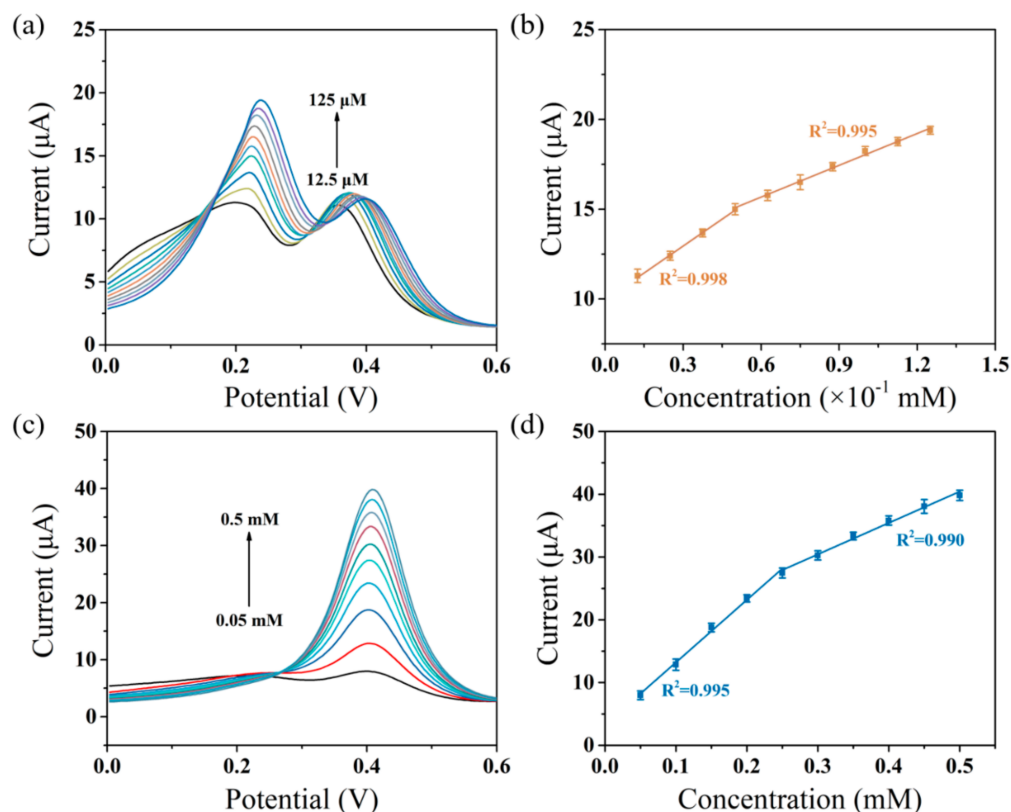 (a)
25
20
15
10
5
0
0.0 0.2 0.4 0.6
Current (μA)
Potential (V)
125 μM
12.5 μM
(b)
25
20
15
10
0 0.3 0.6 0.9 1.2 1.5
Current (μA)
Concentration (×10⁻¹ mM)
R²=0.995
R²=0.998
(c)
50
40
30
20
10
0
0.0 0.2 0.4 0.6
Current (μA)
Potential (V)
0.5 mM
0.05 mM
(d)
50
40
30
20
10
0
0.0 0.1 0.2 0.3 0.4 0.5
Current (μA)
Concentration (mM)
R²=0.990
R²=0.995